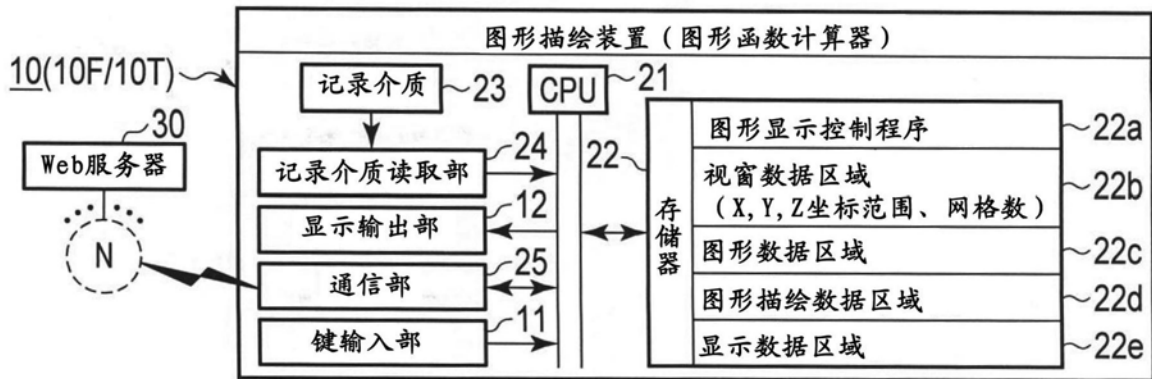 图形描绘装置(图形函数计算器)
10(10F/10T)
记录介质
23
CPU
21
30
Web服务器
N
记录介质读取部
24
显示输出部
12
通信部
25
键输入部
11
22
存储器
图形显示控制程序
22a
视窗数据区域
(X,Y,Z坐标范围、网格数)
22b
图形数据区域
22c
图形描绘数据区域
22d
显示数据区域
22e